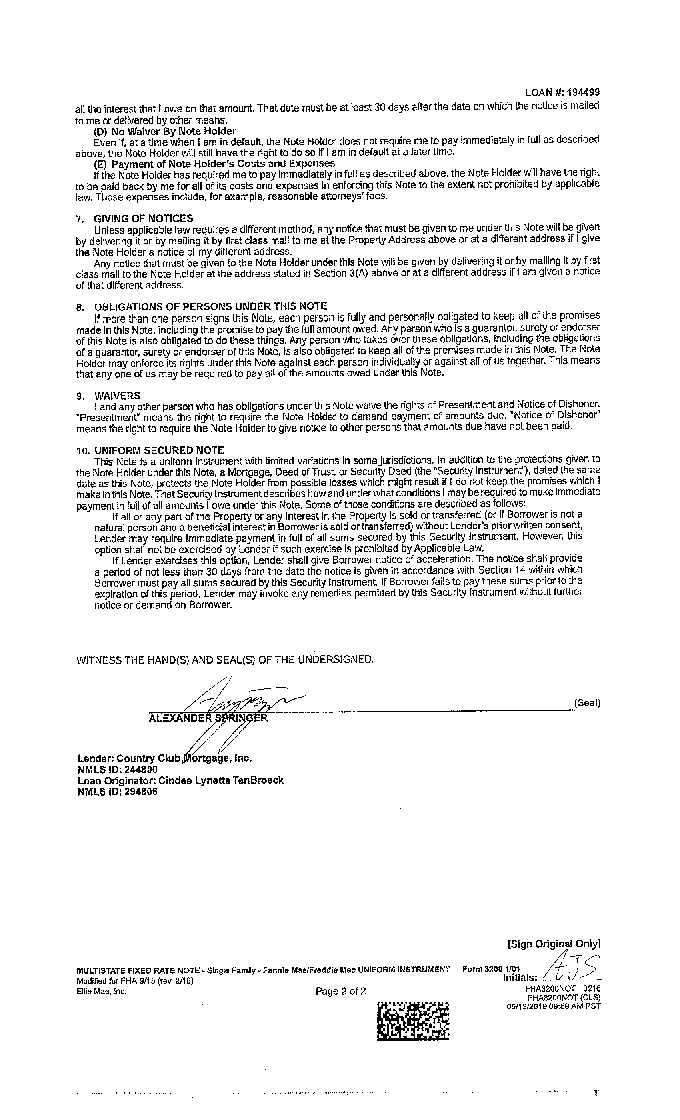 LOAN #: 194499
all the interest that I owe on that amount. That date must be at least 30 days after the date on which the notice is mailed
to me or delivered by other means.
(D) No Waiver By Note Holder
Even if, at a time when I am in default, the Note Holder does not require me to pay immediately in full as described
above, the Note Holder will still have the right to do so if I am in default at a later time.
(E) Payment of Note Holder's Costs and Expenses
If the Note Holder has required me to pay immediately in full as described above, the Note Holder will have the right
to be paid back by me for all of its costs and expenses in enforcing this Note to the extent not prohibited by applicable
law. Those expenses include, for example, reasonable attorneys' fees.
7. GIVING OF NOTICES
Unless applicable law requires a different method, any notice that must be given to me under this Note will be given
by delivering it or by mailing it by first class mail to me at the Property Address above or at a different address if I give
the Note Holder a notice of my different address.
Any notice that must be given to the Note Holder under this Note will be given by delivering it or by mailing it by first
class mail to the Note Holder at the address stated in Section 3(A) above or at a different address if I am given a notice
of that different address.
8. OBLIGATIONS OF PERSONS UNDER THIS NOTE
If more than one person signs this Note, each person is fully and personally obligated to keep all of the promises
made in this Note, including the promise to pay the full amount owed. Any person who is a guarantor, surety or endorser
of this Note is also obligated to do these things. Any person who takes over these obligations, including the obligations
of a guarantor, surety or endorser of this Note, is also obligated to keep all of the promises made in this Note. The Note
Holder may enforce its rights under this Note against each person individually or against all of us together. This means
that any one of us may be required to pay all of the amounts owed under this Note.
9. WAIVERS
I and any other person who has obligations under this Note waive the rights of Presentment and Notice of Dishonor.
"Presentment" means the right to require the Note Holder to demand payment of amounts due. "Notice of Dishonor"
means the right to require the Note Holder to give notice to other persons that amounts due have not been paid.
10. UNIFORM SECURED NOTE
This Note is a uniform instrument with limited variations in some jurisdictions. In addition to the protections given to
the Note Holder under this Note, a Mortgage, Deed of Trust or Security Deed (the "Security Instrument"), dated the same
date as this Note, protects the Note Holder from possible losses which might result if I do not keep the promises which I
make in this Note. That Security Instrument describes how and under what conditions I may be required to make immediate
payment in full of all amounts I owe under this Note. Some of those conditions are described as follows:
If all or any part of the Property or any Interest in the Property is sold or transferred (or if Borrower is not a
natural person and a beneficial interest in Borrower is sold or transferred) without Lender's prior written consent,
Lender may require immediate payment in full of all sums secured by this Security Instrument. However, this
option shall not be exercised by Lender if such exercise is prohibited by Applicable Law.
If Lender exercises this option, Lender shall give Borrower notice of acceleration. The notice shall provide
a period of not less than 30 days from the date the notice is given in accordance with Section 14 within which
Borrower must pay all sums secured by this Security Instrument. If Borrower fails to pay these sums prior to the
expiration of this period, Lender may invoke any remedies permitted by this Security Instrument without further
notice or demand on Borrower.
WITNESS THE HAND(S) AND SEAL(S) OF THE UNDERSIGNED.
(Seal)
ALEXANDER SPRINGER
Lender: Country Club Mortgage, Inc.
NMLS ID: 244890
Loan Originator: Cindee Lynette TenBroeck
NMLS ID: 294806
[Sign Original Only]
MULTISTATE FIXED RATE NOTE - Single Family - Fannie Mae/Freddie Mac UNIFORM INSTRUMENT Form 3200 1/01
Modified for FHA 9/15 (rev. 2/16)
Initials: AJS
Ellie Mae, Inc.
Page 2 of 2
FHA3200NOT 0216
FHA3200NOT (CLS)